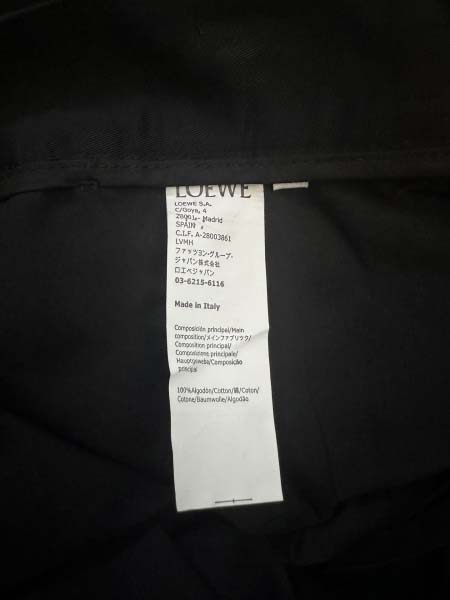 LOEWE
LOEWE S.A.
C/Goya, 4
28001- Madrid
SPAIN
C.I.F. A-28003861
LVMH
ファッション・グループ・
ジャパン株式会社
ロエベジャパン
03-6215-6116
Made in Italy
Composición principal/Main
composition/メインファブリック/
Composition principal/
Composizione principale/
Hauptgewebe/Composição
principal
100%Algodón/Cotton/綿/Coton/
Cotone/Baumwolle/Algodão